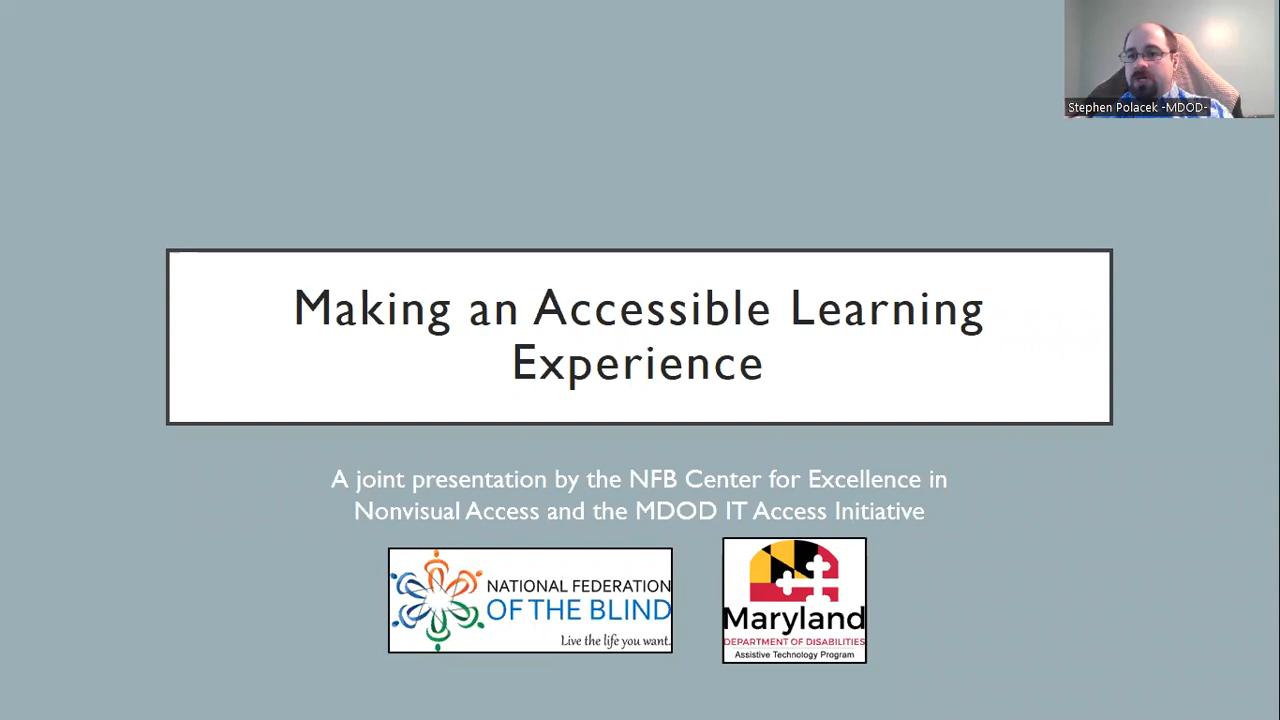 Stephen Polacek -MDOD-
Making an Accessible Learning
Experience
A joint presentation by the NFB Center for Excellence in
Nonvisual Access and the MDOD IT Access Initiative
NATIONAL FEDERATION
OF THE BLIND
Live the life you want.
Maryland
DEPARTMENT OF DISABILITIES
Assistive Technology Program